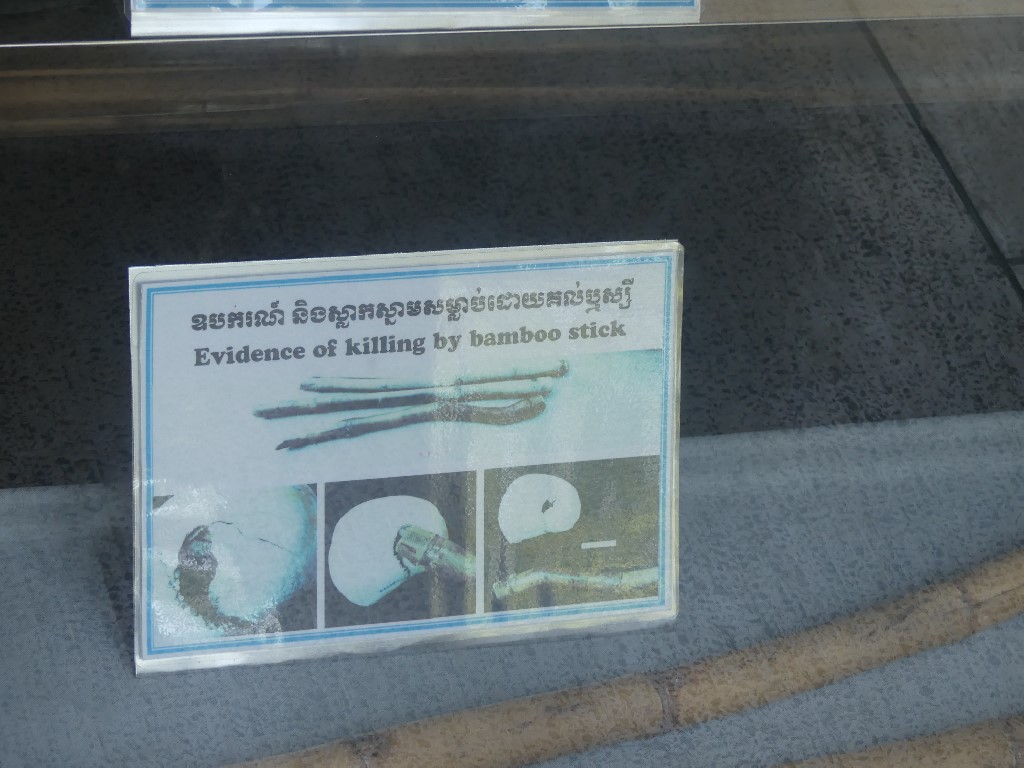 ឧបករណ៍ និងស្លាកស្នាមសម្លាប់ដោយគល់ឫស្សី
Evidence of killing by bamboo stick